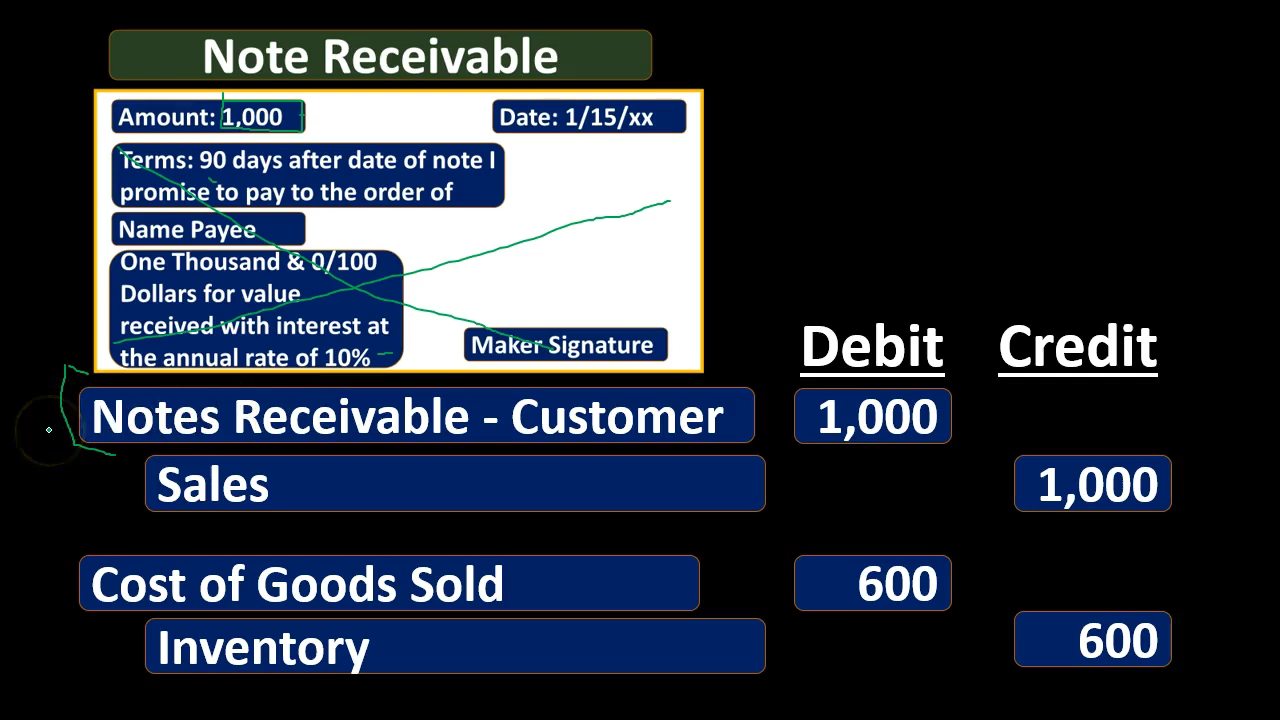 Note Receivable
Amount: 1,000
Date: 1/15/xx
Terms: 90 days after date of note I
promise to pay to the order of
Name Payee
One Thousand & 0/100
Dollars for value
received with interest at
the annual rate of 10%
Maker Signature
Debit Credit
Notes Receivable - Customer 1,000
Sales 1,000
Cost of Goods Sold 600
Inventory 600